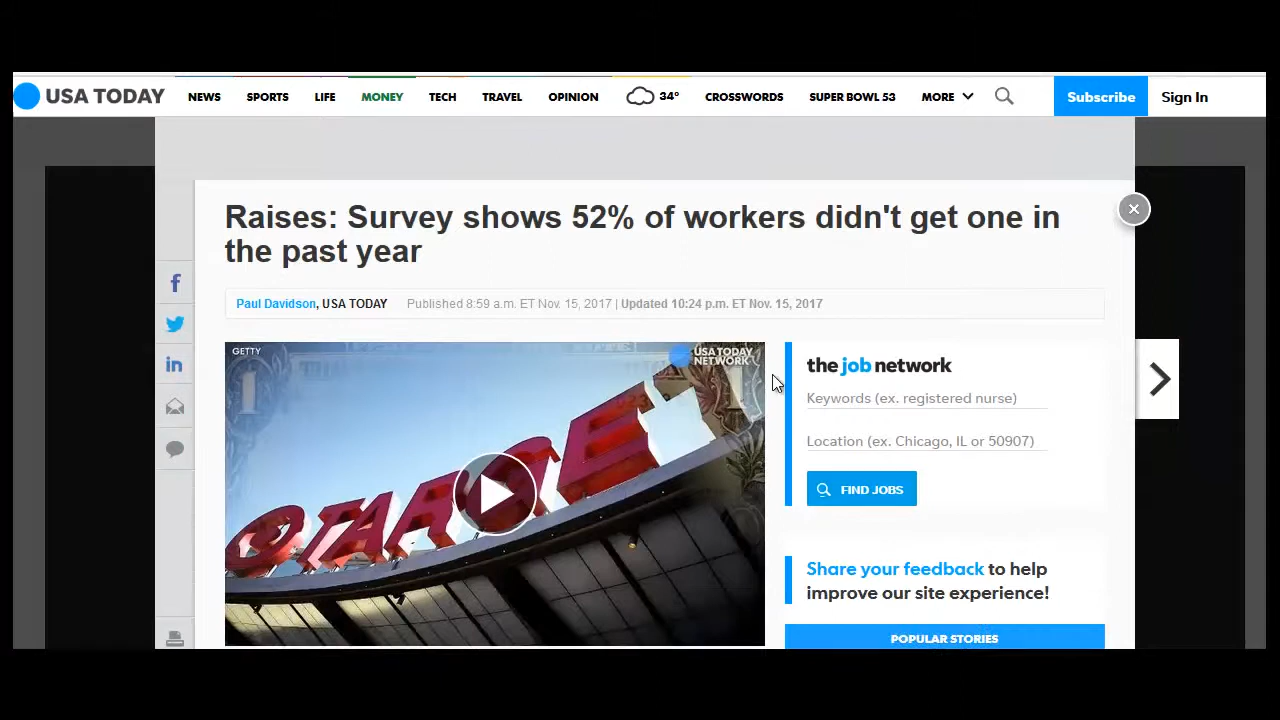 USA TODAY
NEWS SPORTS LIFE MONEY TECH TRAVEL OPINION 34° CROSSWORDS SUPER BOWL 53 MORE Subscribe Sign In
Raises: Survey shows 52% of workers didn't get one in
the past year
Paul Davidson, USA TODAY Published 8:59 a.m. ET Nov. 15, 2017 | Updated 10:24 p.m. ET Nov. 15, 2017
GETTY
USA TODAY
NETWORK
1
TARGET
the job network
Keywords (ex. registered nurse)
Location (ex. Chicago, IL or 50907)
FIND JOBS
Share your feedback to help
improve our site experience!
POPULAR STORIES